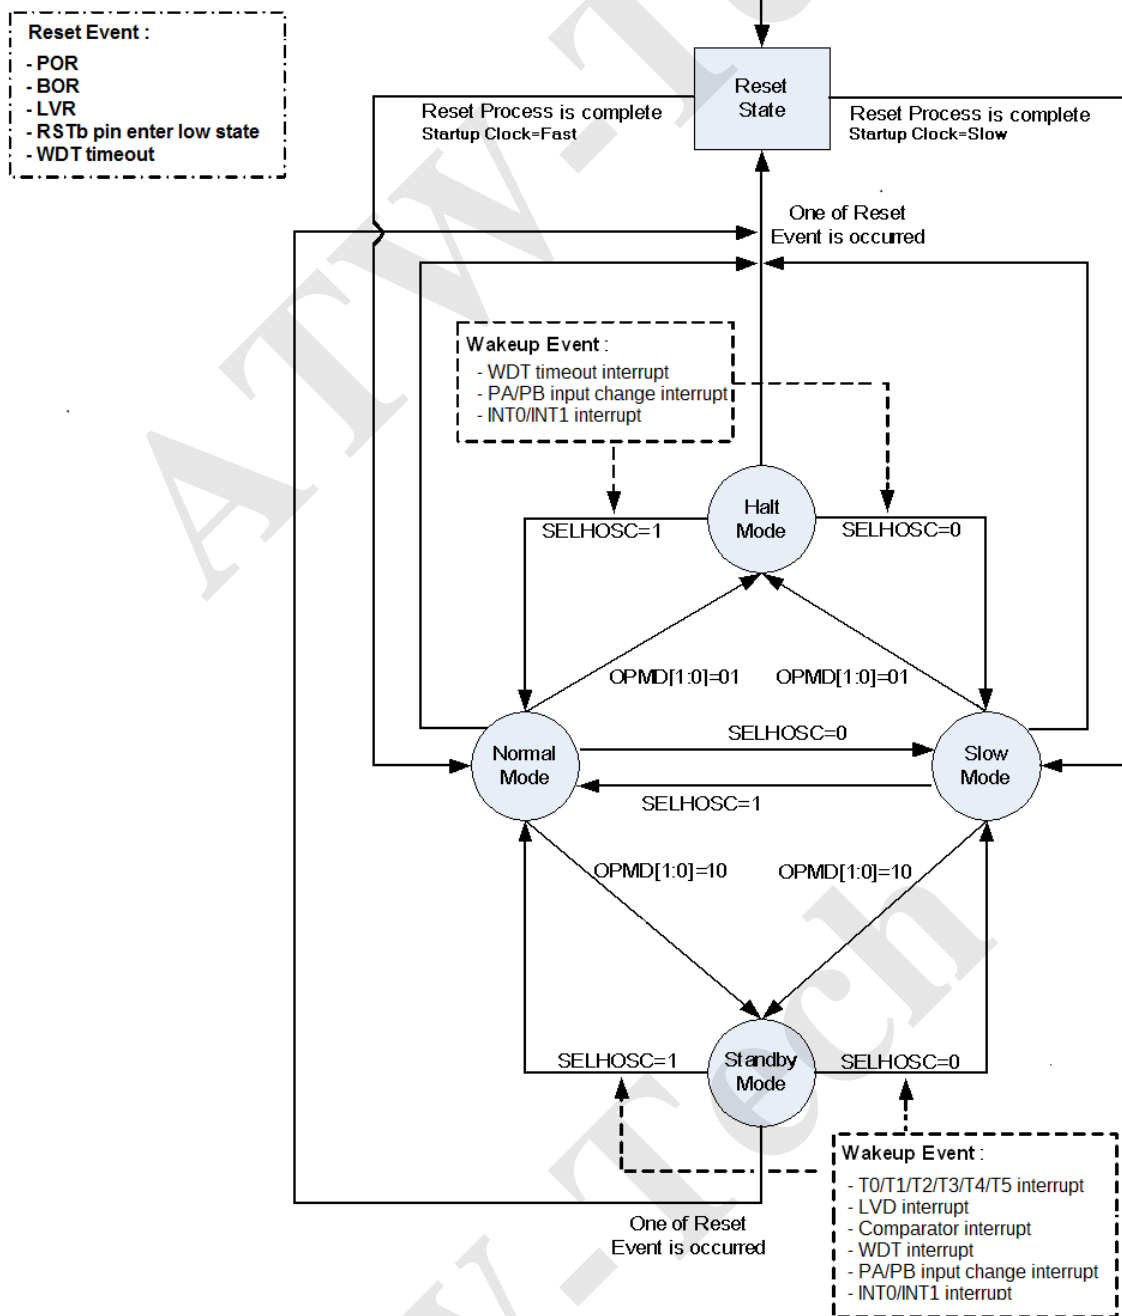 Reset Event :
- POR
- BOR
- LVR
- RSTb pin enter low state
- WDT timeout
Reset
State
Reset Process is complete
Startup Clock=Fast
Reset Process is complete
Startup Clock=Slow
One of Reset
Event is occurred
Wakeup Event :
- WDT timeout interrupt
- PA/PB input change interrupt
- INT0/INT1 interrupt
Halt
Mode
SELHOSC=1
SELHOSC=0
OPMD[1:0]=01
OPMD[1:0]=01
Normal
Mode
SELHOSC=0
Slow
Mode
SELHOSC=1
OPMD[1:0]=10
OPMD[1:0]=10
Standby
Mode
SELHOSC=1
SELHOSC=0
Wakeup Event :
- T0/T1/T2/T3/T4/T5 interrupt
- LVD interrupt
- Comparator interrupt
- WDT interrupt
- PA/PB input change interrupt
- INT0/INT1 interrupt
One of Reset
Event is occurred
ATW-Tech